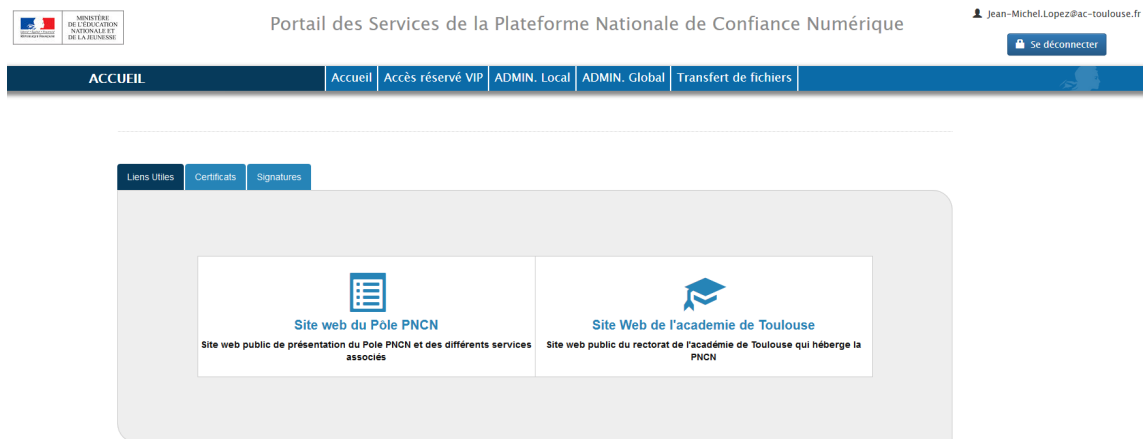 MINISTÈRE
DE L'ÉDUCATION
NATIONALE ET
DE LA JEUNESSE
Portail des Services de la Plateforme Nationale de Confiance Numérique
Jean-Michel.Lopez@ac-toulouse.fr
Se déconnecter
ACCUEIL
Accueil Accès réservé VIP ADMIN. Local ADMIN. Global Transfert de fichiers
Liens Utiles Certificats Signatures
Site web du Pôle PNCN
Site web public de présentation du Pole PNCN et des différents services
associés
Site Web de l'academie de Toulouse
Site web public du rectorat de l'académie de Toulouse qui héberge la
PNCN